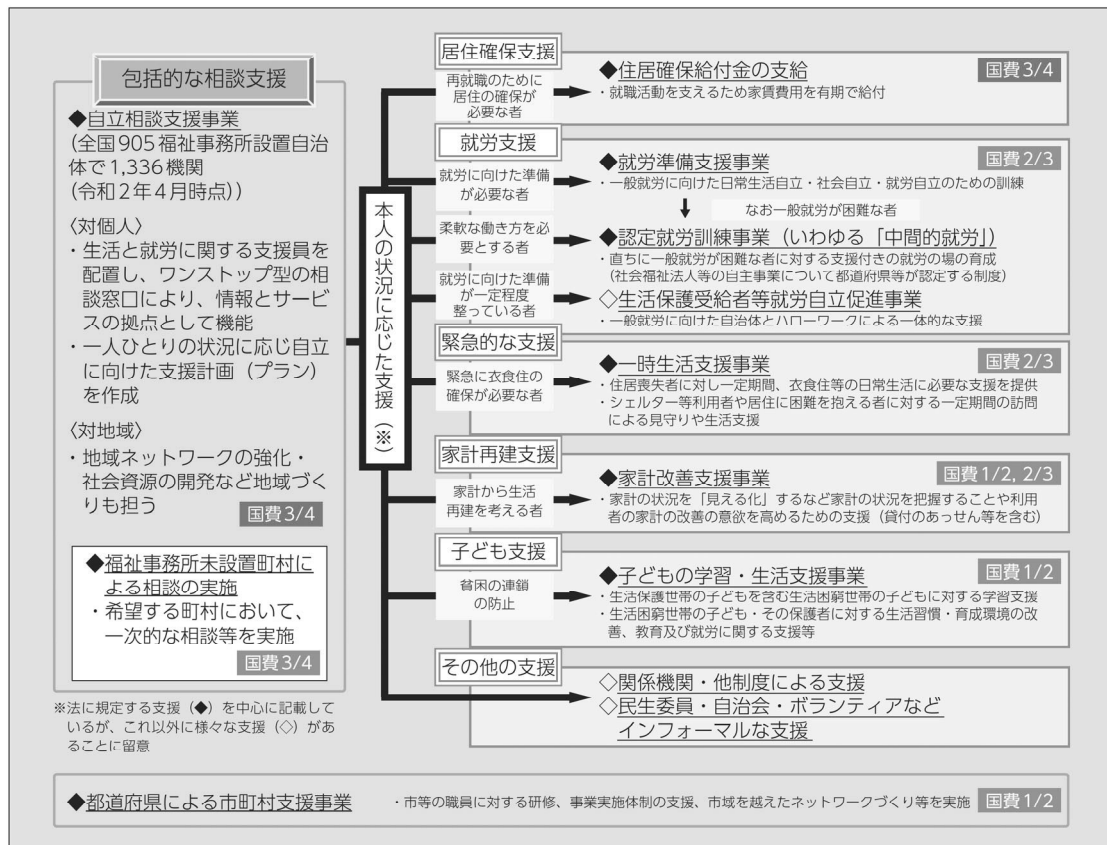 包括的な相談支援
◆自立相談支援事業
(全国905福祉事務所設置自治
体で1,336機関
(令和2年4月時点))
〈対個人〉
・生活と就労に関する支援員を
配置し、ワンストップ型の相
談窓口により、情報とサービ
スの拠点として機能
・一人ひとりの状況に応じ自立
に向けた支援計画（プラン）
を作成
〈対地域〉
・地域ネットワークの強化・
社会資源の開発など地域づく
りも担う
国費3/4
◆福祉事務所未設置町村に
よる相談の実施
・希望する町村において、
一次的な相談等を実施
国費3/4
※法に規定する支援（◆）を中心に記載して
いるが、これ以外に様々な支援（◇）があ
ることに留意
本人の状況に応じた支援（※）
居住確保支援
再就職のために
居住の確保が
必要な者
◆住居確保給付金の支給
国費3/4
・就職活動を支えるため家賃費用を有期で給付
就労支援
就労に向けた準備
が必要な者
◆就労準備支援事業
国費2/3
・一般就労に向けた日常生活自立・社会自立・就労自立のための訓練
なお一般就労が困難な者
柔軟な働き方を必
要とする者
◆認定就労訓練事業（いわゆる「中間的就労」）
・直ちに一般就労が困難な者に対する支援付きの就労の場の育成
（社会福祉法人等の自主事業について都道府県等が認定する制度）
就労に向けた準備
が一定程度
整っている者
◇生活保護受給者等就労自立促進事業
・一般就労に向けた自治体とハローワークによる一体的な支援
緊急的な支援
緊急に衣食住の
確保が必要な者
◆一時生活支援事業
国費2/3
・住居喪失者に対し一定期間、衣食住等の日常生活に必要な支援を提供
・シェルター等利用者や居住に困難を抱える者に対する一定期間の訪問
による見守りや生活支援
家計再建支援
家計から生活
再建を考える者
◆家計改善支援事業
国費1/2, 2/3
・家計の状況を「見える化」するなど家計の状況を把握することや利用
者の家計の改善の意欲を高めるための支援（貸付のあっせん等を含む）
子ども支援
貧困の連鎖
の防止
◆子どもの学習・生活支援事業
国費1/2
・生活保護世帯の子どもを含む生活困窮世帯の子どもに対する学習支援
・生活困窮世帯の子ども・その保護者に対する生活習慣・育成環境の改
善、教育及び就労に関する支援等
その他の支援
◇関係機関・他制度による支援
◇民生委員・自治会・ボランティアなど
インフォーマルな支援
◆都道府県による市町村支援事業
・市等の職員に対する研修、事業実施体制の支援、市域を越えたネットワークづくり等を実施
国費1/2